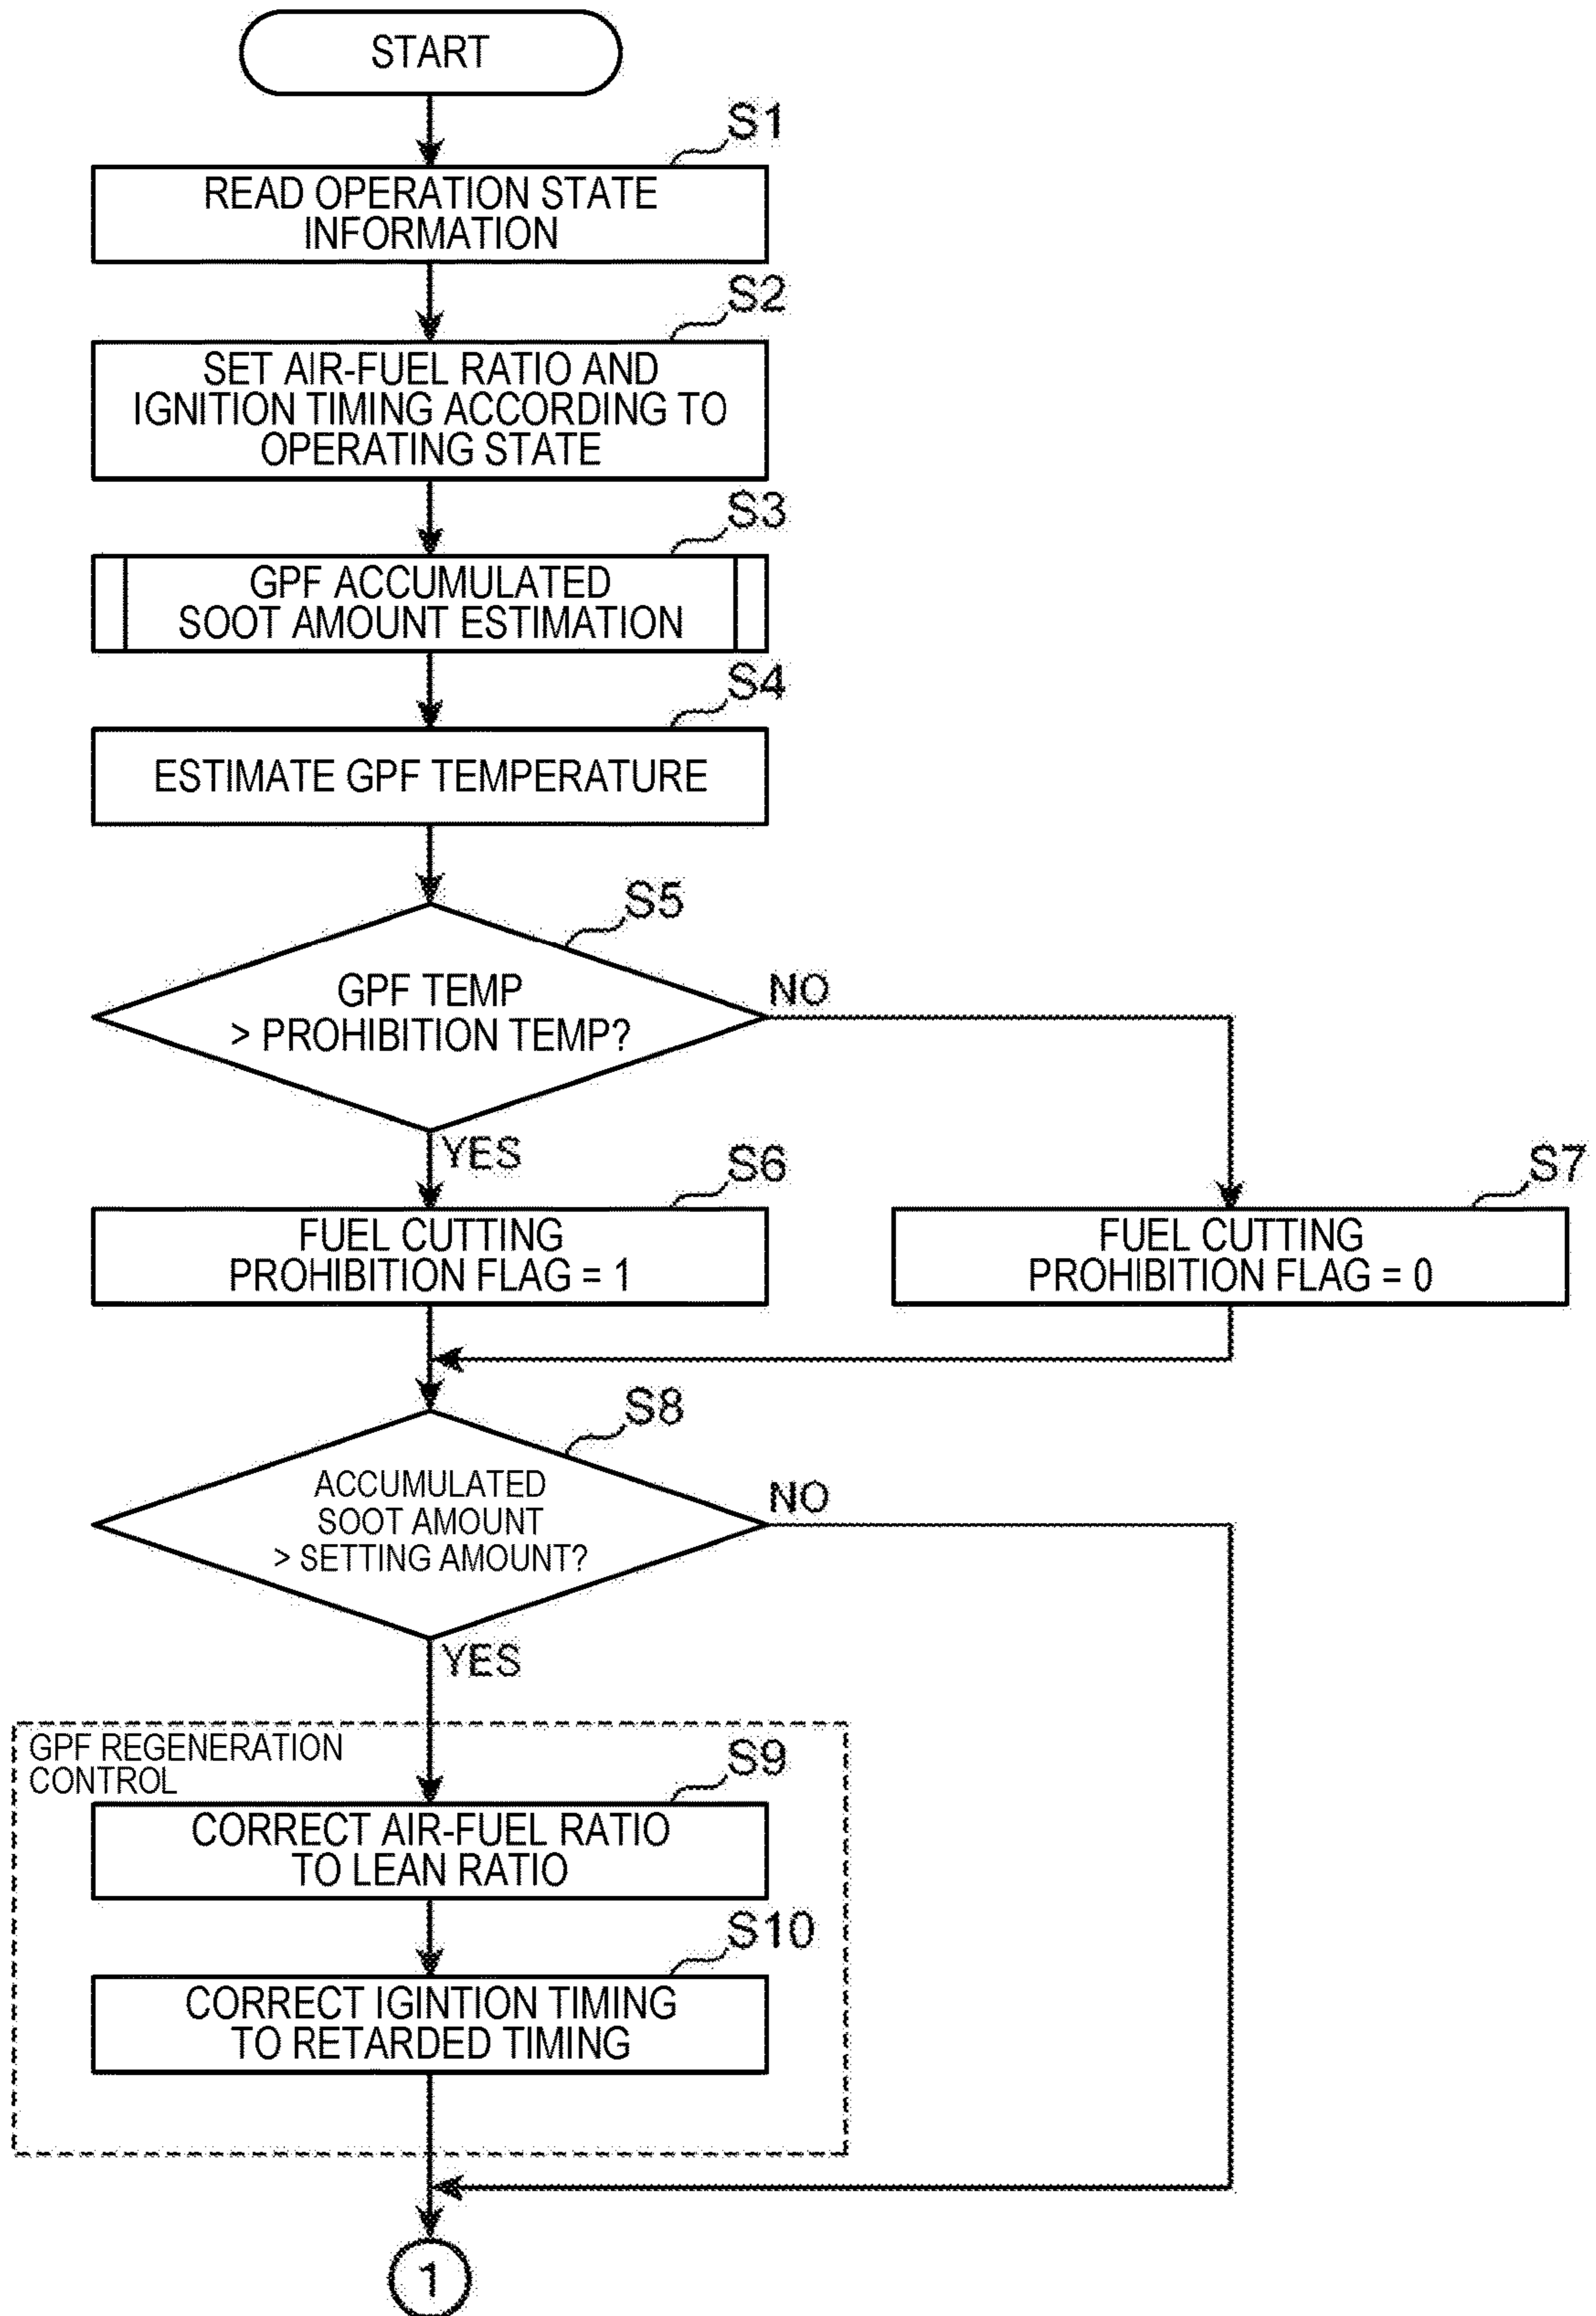 START
S1
READ OPERATION STATE
INFORMATION
S2
SET AIR-FUEL RATIO AND
IGNITION TIMING ACCORDING TO
OPERATING STATE
S3
GPF ACCUMULATED
SOOT AMOUNT ESTIMATION
S4
ESTIMATE GPF TEMPERATURE
S5
GPF TEMP
> PROHIBITION TEMP?
NO
YES
S6
FUEL CUTTING
PROHIBITION FLAG = 1
S7
FUEL CUTTING
PROHIBITION FLAG = 0
S8
ACCUMULATED
SOOT AMOUNT
> SETTING AMOUNT?
NO
YES
GPF REGENERATION
CONTROL
S9
CORRECT AIR-FUEL RATIO
TO LEAN RATIO
S10
CORRECT IGINTION TIMING
TO RETARDED TIMING
1